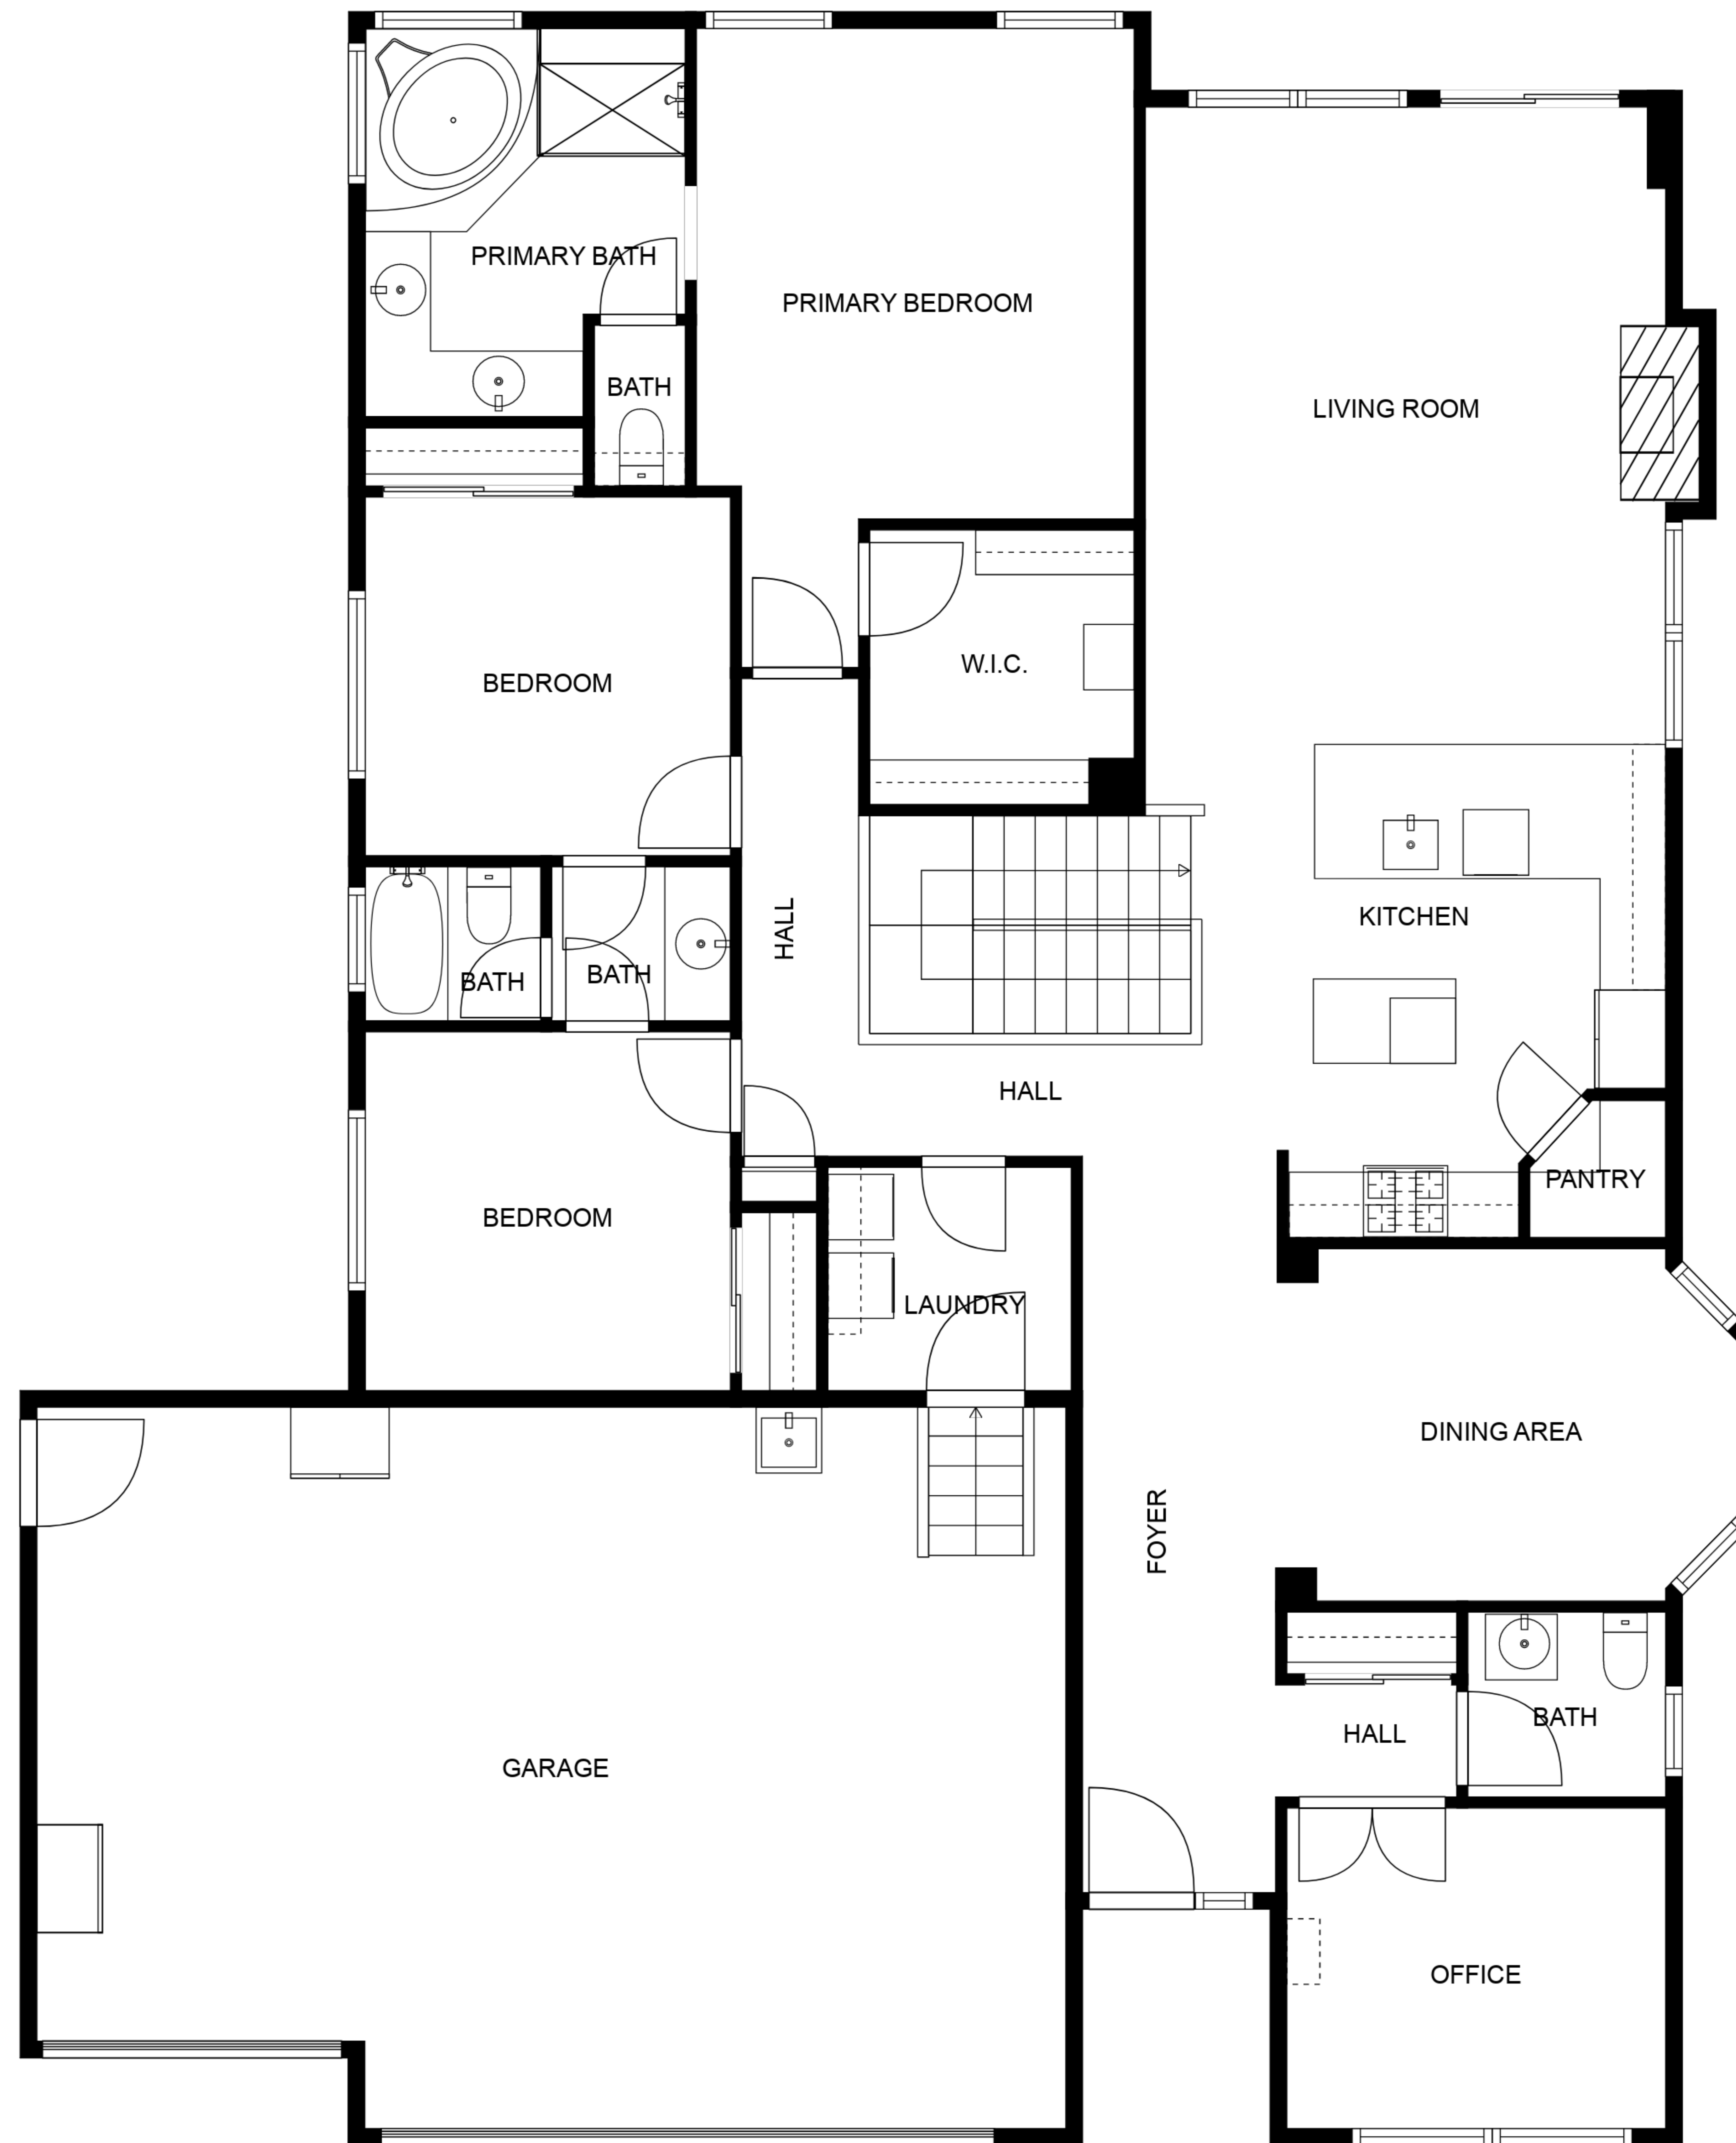 PRIMARY BATH
PRIMARY BEDROOM
BATH
LIVING ROOM
W.I.C.
BEDROOM
HALL
KITCHEN
BATH
BATH
HALL
PANTRY
BEDROOM
LAUNDRY
DINING AREA
FOYER
BATH
HALL
GARAGE
OFFICE